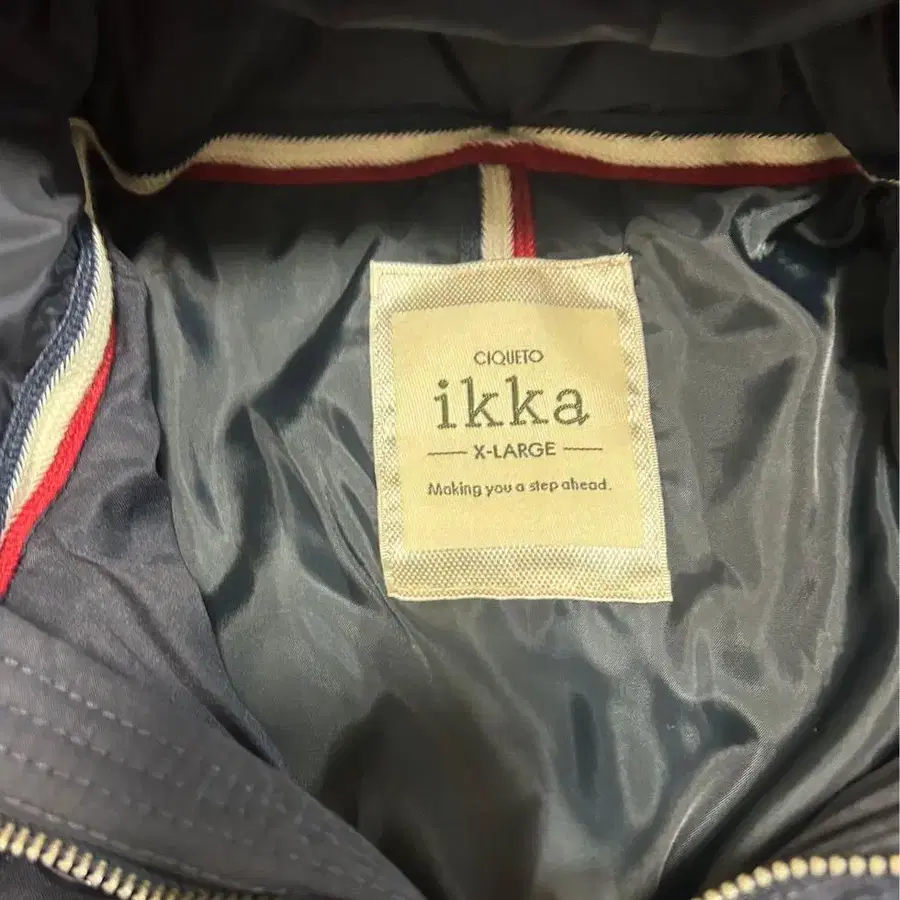 CIQUETO
ikka
X-LARGE
Making you a step ahead.